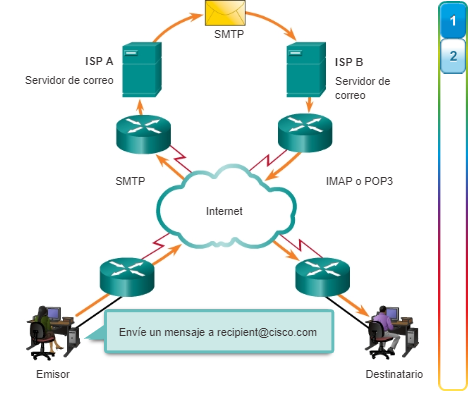 SMTP
ISP A
Servidor de correo
ISP B
Servidor de
correo
SMTP
IMAP o POP3
Internet
Envíe un mensaje a recipient@cisco.com
Emisor
Destinatario
1
2